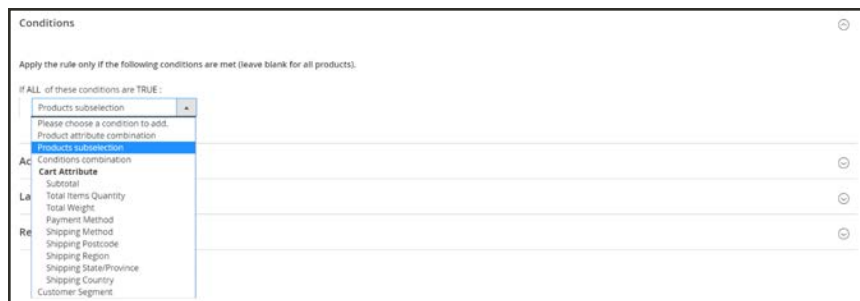 Conditions
Apply the rule only if the following conditions are met (leave blank for all products).
If ALL of these conditions are TRUE :
Products subselection
Please choose a condition to add.
Product attribute combination
Products subselection
Ac
Conditions combination
Cart Attribute
Subtotal
La
Total Items Quantity
Total Weight
Payment Method
Re
Shipping Method
Shipping Postcode
Shipping Region
Shipping State/Province
Shipping Country
Customer Segment